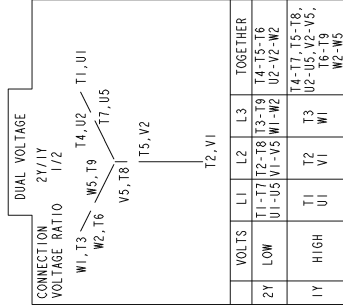 DUAL VOLTAGE
CONNECTION 2Y/1Y
VOLTAGE RATIO 1/2
W1,T3 T1,U1
W5,T9 T4,U2
W2,T6 T7,U5
V5,T8
T5,V2
T2,V1
VOLTS L1 L2 L3 TOGETHER
2Y LOW T1-T7 T2-T8 T3-T9 T4-T5-T6
U1-U5 V1-V5 W1-W2 U2-V2-W2
1Y HIGH T1 T2 T3 T4-T7,T5-T8,
U1 V1 W1 U2-U5,V2-V5,
T6-T9
W2-W5